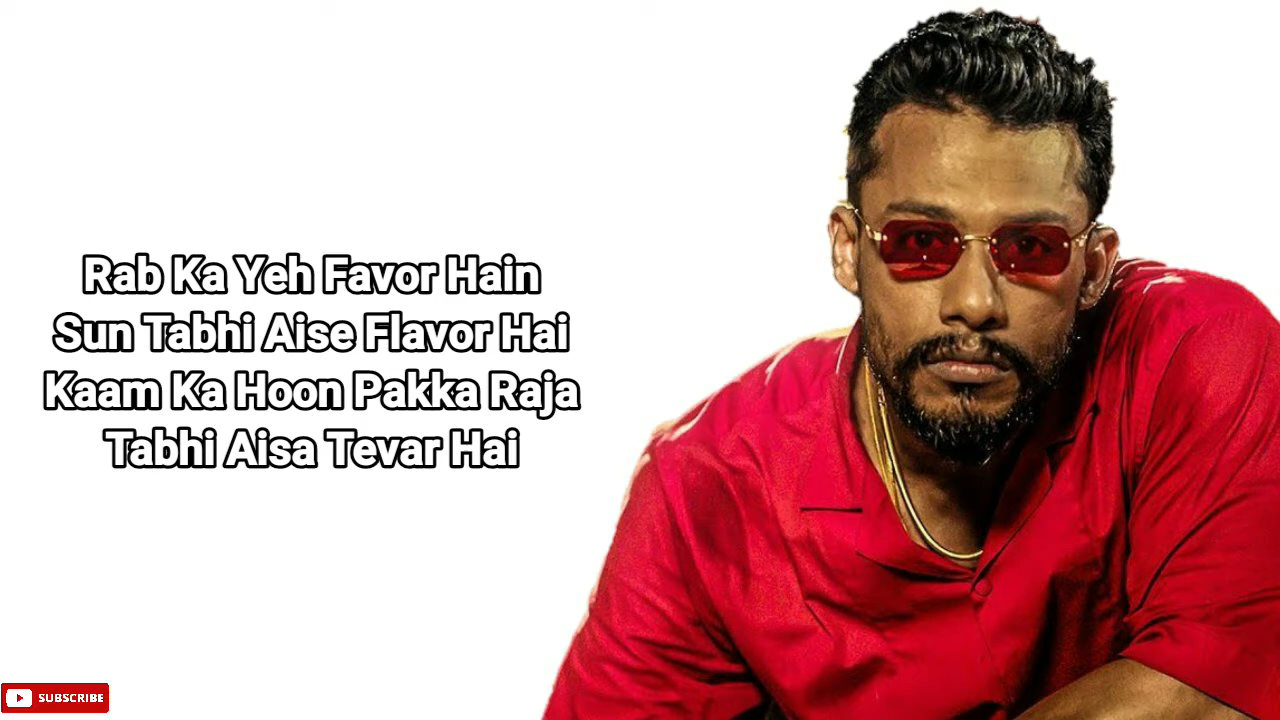 Rab Ka Yeh Favor Hain
Sun Tabhi Aise Flavor Hai
Kaam Ka Hoon Pakka Raja
Tabhi Aisa Tevar Hai
SUBSCRIBE